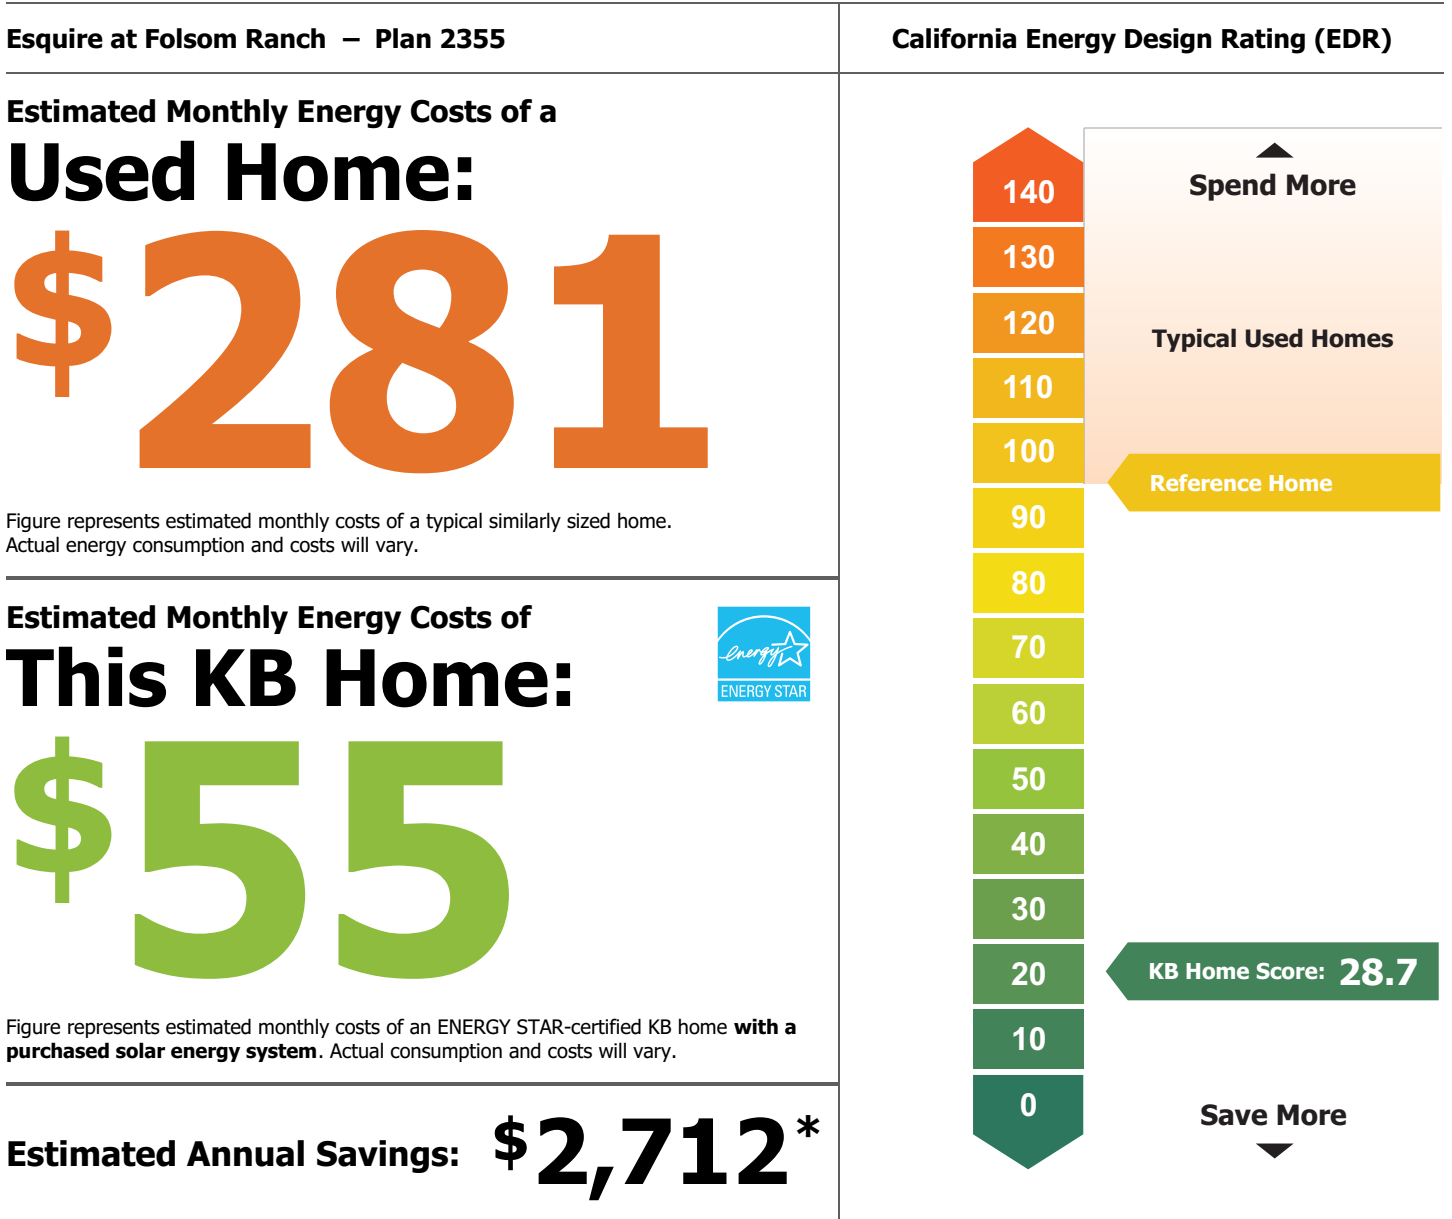 Esquire at Folsom Ranch – Plan 2355
Estimated Monthly Energy Costs of a
Used Home:
$281
Figure represents estimated monthly costs of a typical similarly sized home.
Actual energy consumption and costs will vary.
Estimated Monthly Energy Costs of
This KB Home:
energy
ENERGY STAR
$55
Figure represents estimated monthly costs of an ENERGY STAR-certified KB home with a
purchased solar energy system. Actual consumption and costs will vary.
Estimated Annual Savings: $2,712*
California Energy Design Rating (EDR)
Spend More
140
130
120
Typical Used Homes
110
100
Reference Home
90
80
70
60
50
40
30
20
KB Home Score: 28.7
10
0
Save More